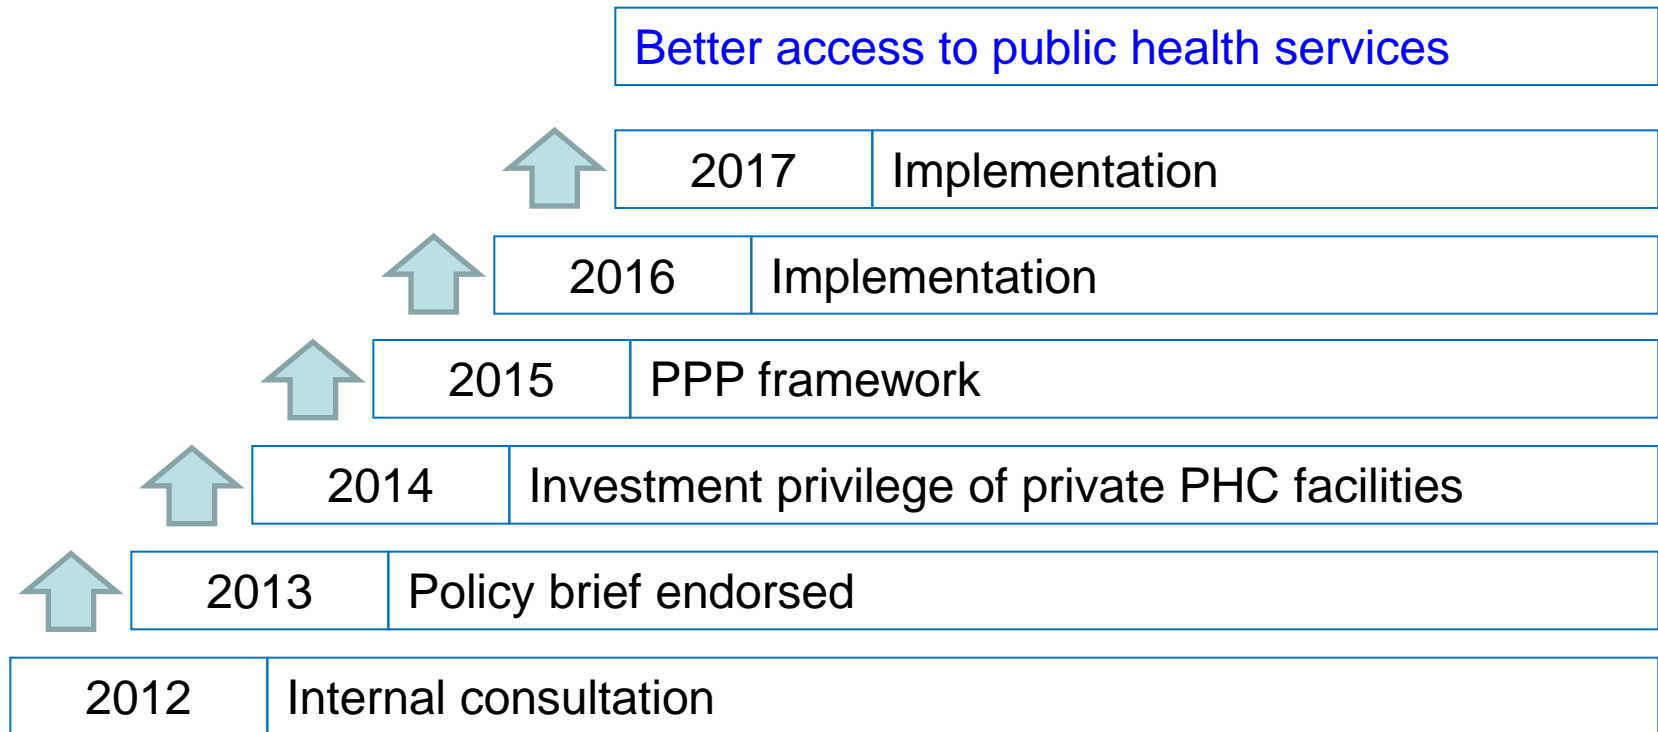 Better access to public health services
2017 Implementation
2016 Implementation
2015 PPP framework
2014 Investment privilege of private PHC facilities
2013 Policy brief endorsed
2012 Internal consultation